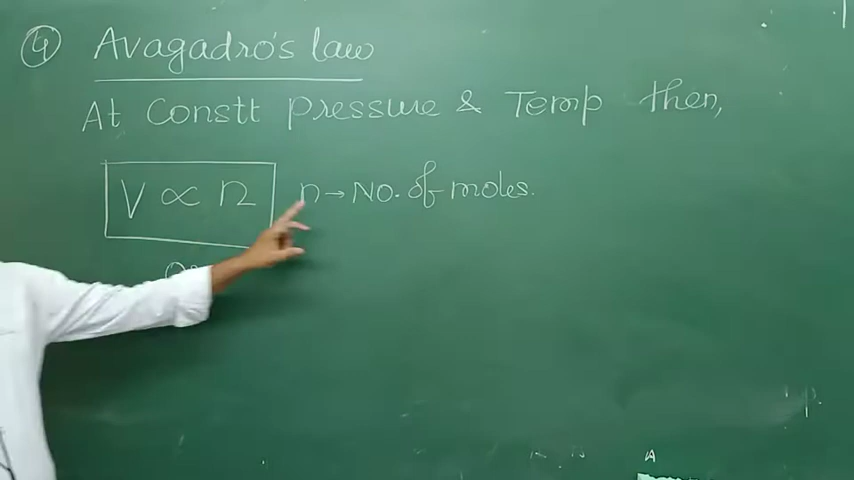 4 Avagadro's law
At Constt Pressure & Temp then,
V ∝ n n → No. of moles.